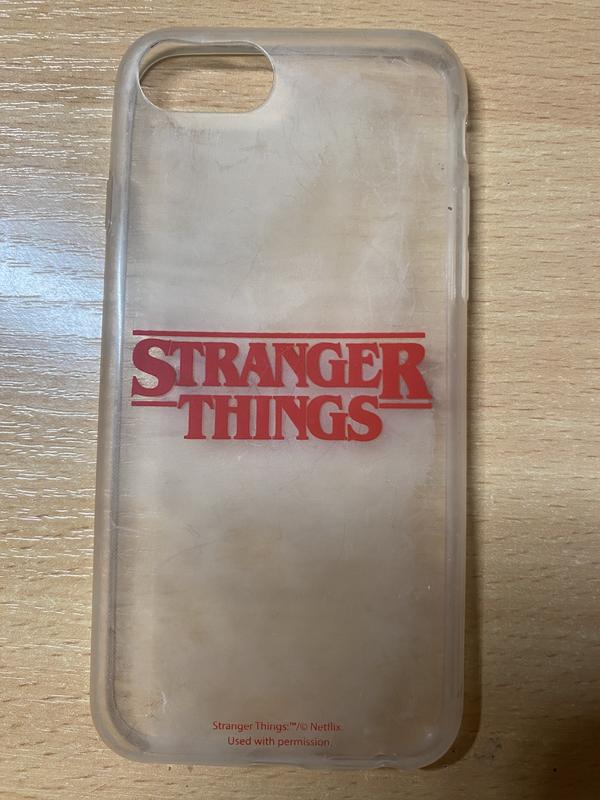 STRANGER
THINGS
Stranger Things:™/© Netflix.
Used with permission.